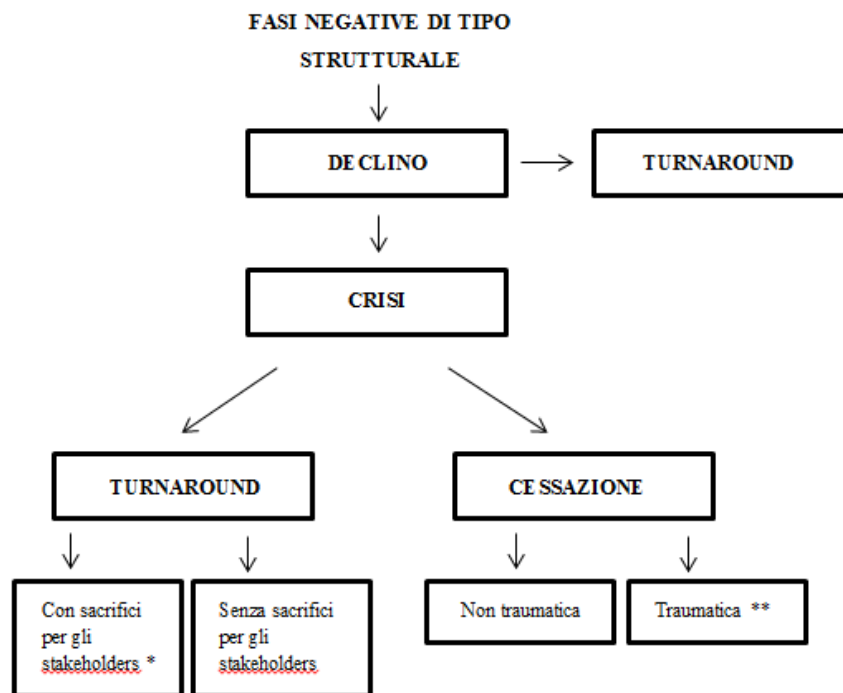 FASI NEGATIVE DI TIPO
STRUTTURALE
DECLINO
TURNAROUND
CRISI
TURNAROUND
CESSAZIONE
Con sacrifici
per gli
stakeholders *
Senza sacrifici
per gli
stakeholders
Non traumatica
Traumatica **